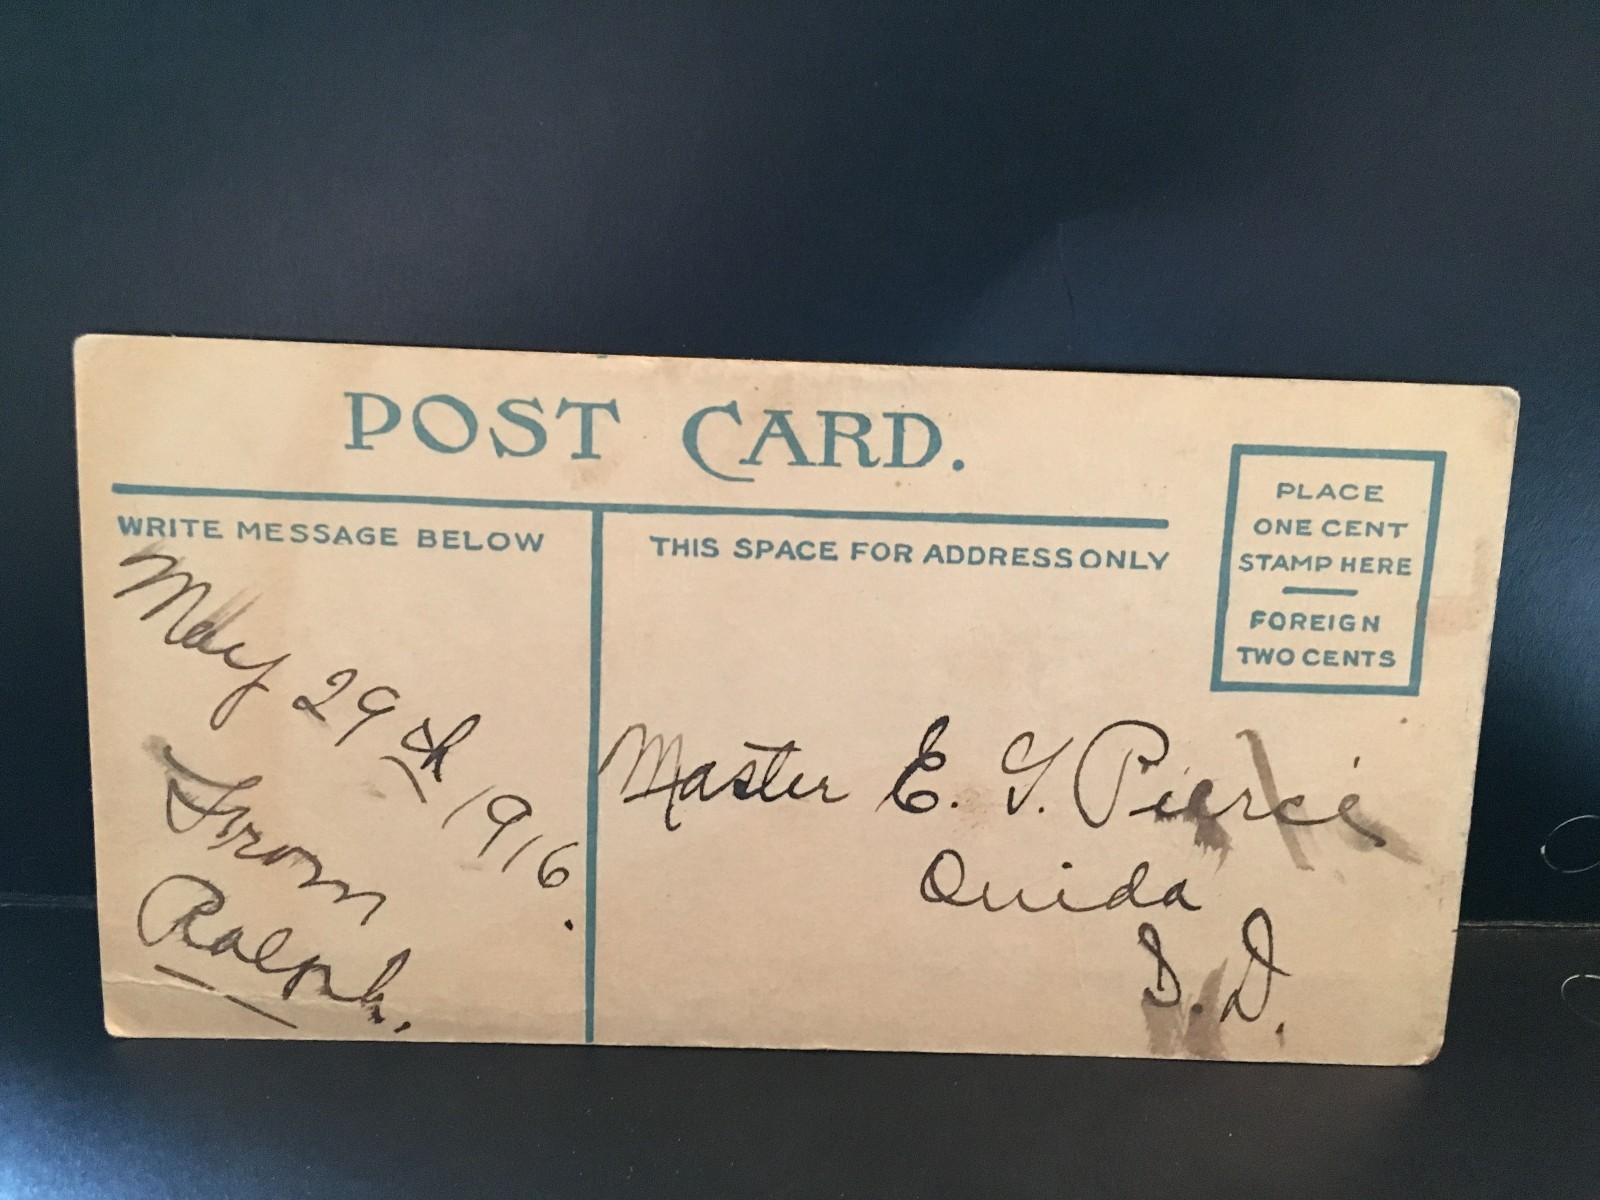 POST CARD.
WRITE MESSAGE BELOW
THIS SPACE FOR ADDRESS ONLY
PLACE
ONE CENT
STAMP HERE
FOREIGN
TWO CENTS
May 29th 1916.
From
Ralph.
Master E. G. Pierce
Onida
S. D.